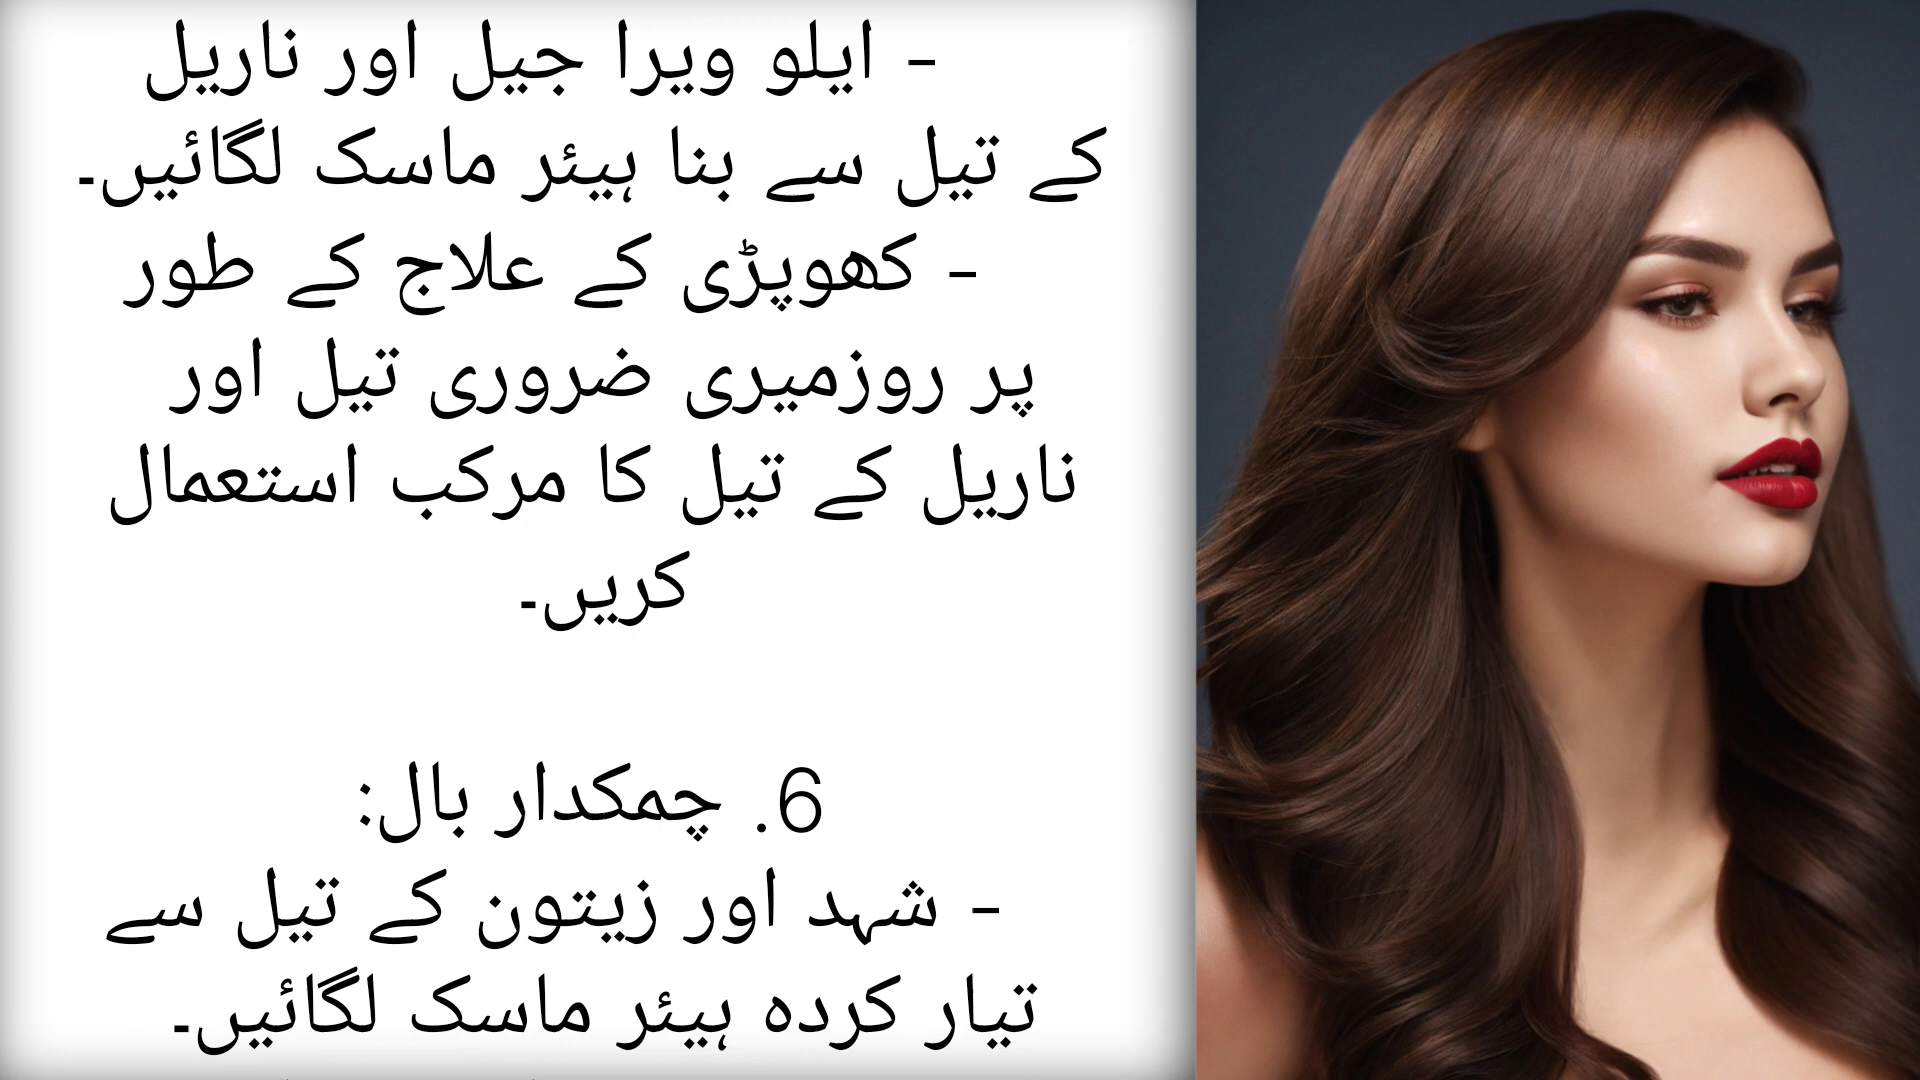 - ایلو ویرا جیل اور ناریل
کے تیل سے بنا ہیئر ماسک لگائیں۔
- کھوپڑی کے علاج کے طور
پر روزمیری ضروری تیل اور
ناریل کے تیل کا مرکب استعمال
کریں۔
6. چمکدار بال:
- شہد اور زیتون کے تیل سے
تیار کردہ ہیئر ماسک لگائیں۔